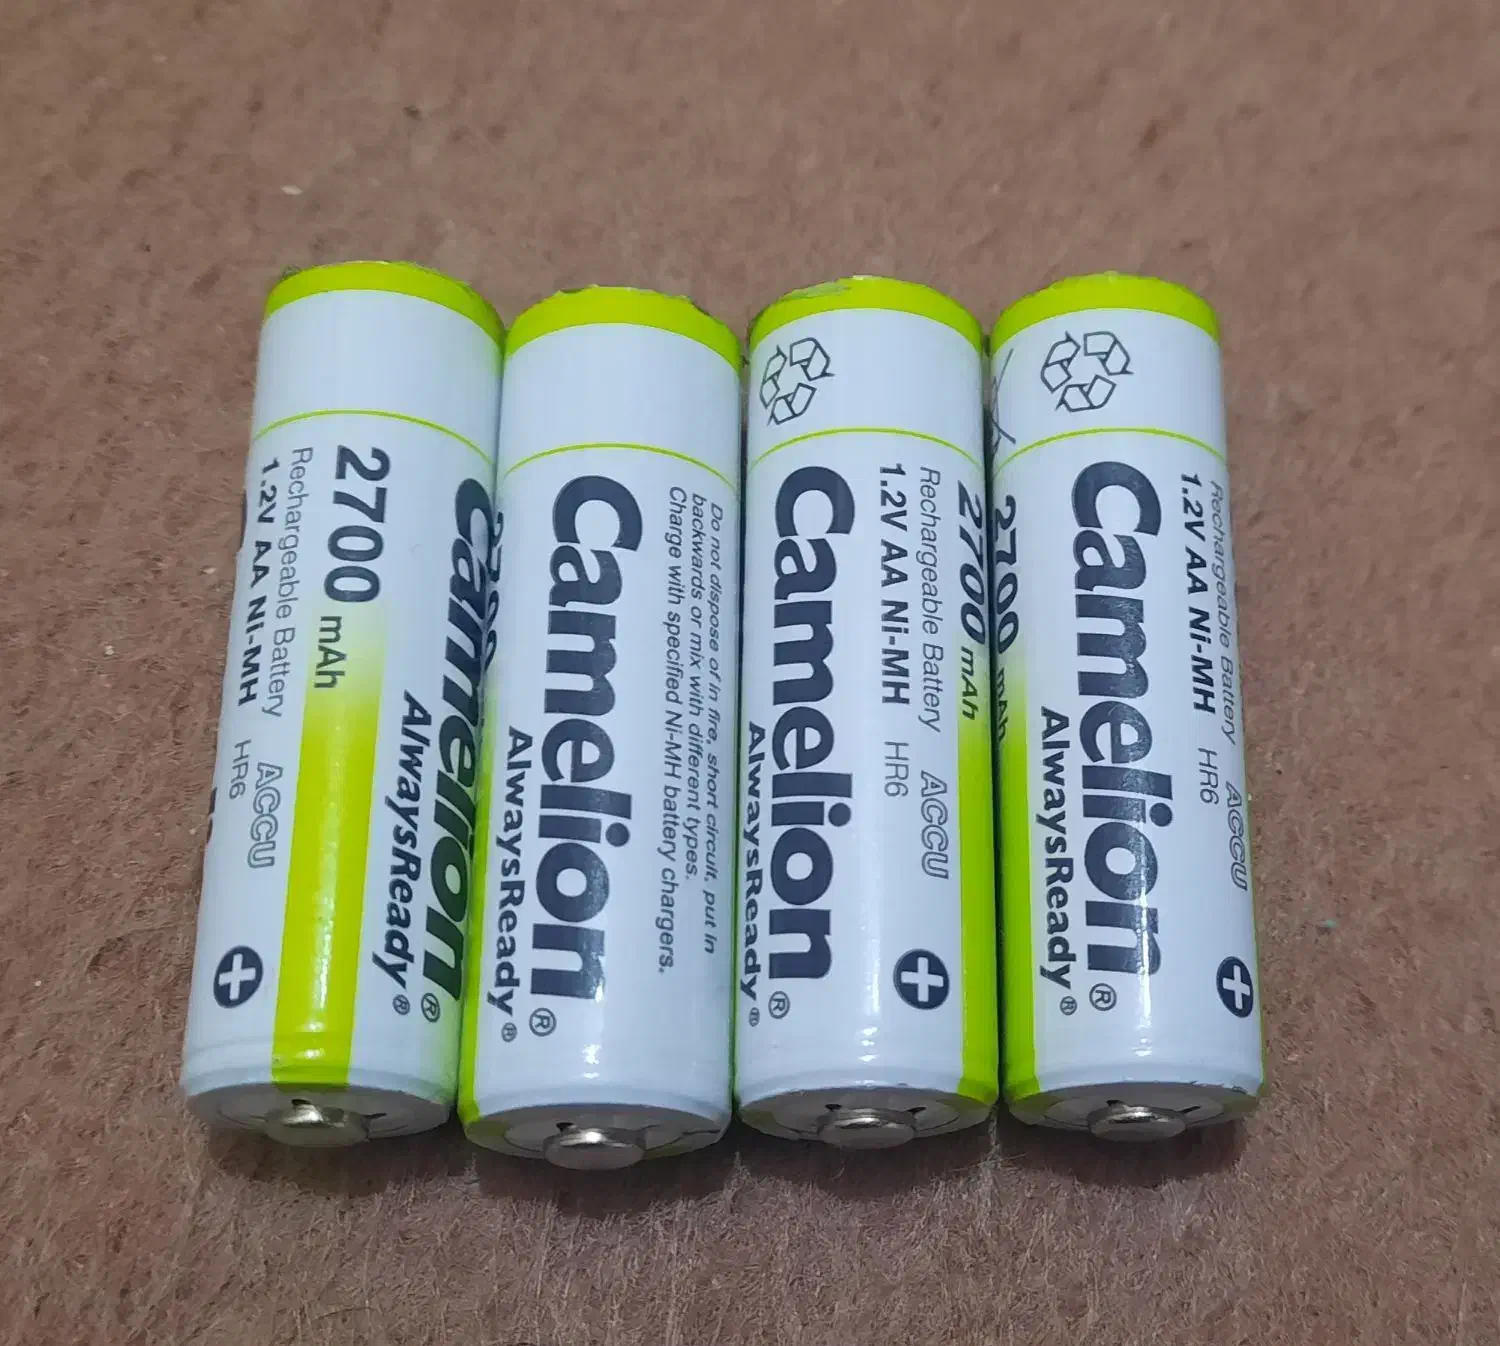 2700 mAh
Rechargeable Battery ACCU
1.2V AA Ni-MH HR6
Camelion®
AlwaysReady®
Do not dispose of in fire, short circuit, put in
backwards or mix with different types.
Charge with specified Ni-MH battery chargers.
Camelion®
AlwaysReady®
2700 mAh
Rechargeable Battery ACCU
1.2V AA Ni-MH HR6
Camelion®
AlwaysReady®
Rechargeable Battery ACCU
1.2V AA Ni-MH HR6
Camelion®
AlwaysReady®
2700 mAh